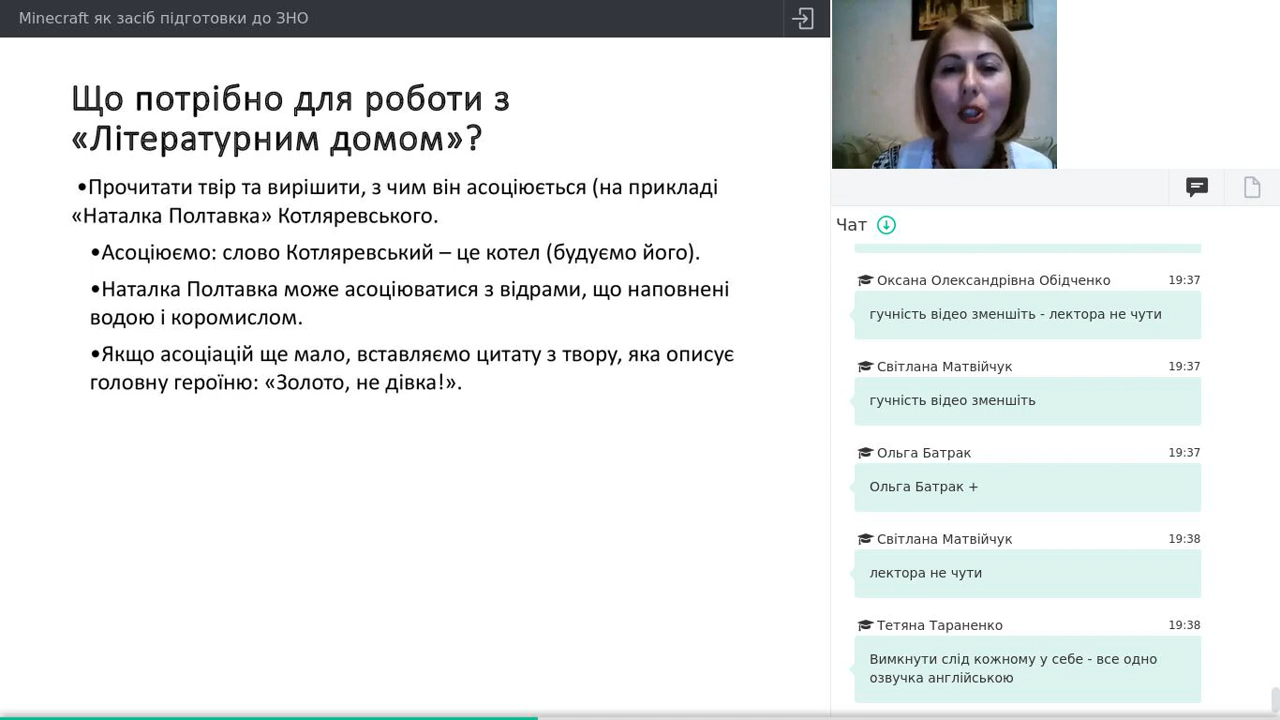 Minecraft як засіб підготовки до ЗНО
Що потрібно для роботи з
«Літературним домом»?
•Прочитати твір та вирішити, з чим він асоціюється (на прикладі
«Наталка Полтавка» Котляревського.
•Асоціюємо: слово Котляревський – це котел (будуємо його).
•Наталка Полтавка може асоціюватися з відрами, що наповнені
водою і коромислом.
•Якщо асоціацій ще мало, вставляємо цитату з твору, яка описує
головну героїню: «Золото, не дівка!».
Чат
Оксана Олександрівна Обідченко 19:37
гучність відео зменшіть - лектора не чути
Світлана Матвійчук 19:37
гучність відео зменшіть
Ольга Батрак 19:37
Ольга Батрак +
Світлана Матвійчук 19:38
лектора не чути
Тетяна Тараненко 19:38
Вимкнути слід кожному у себе - все одно
озвучка англійською